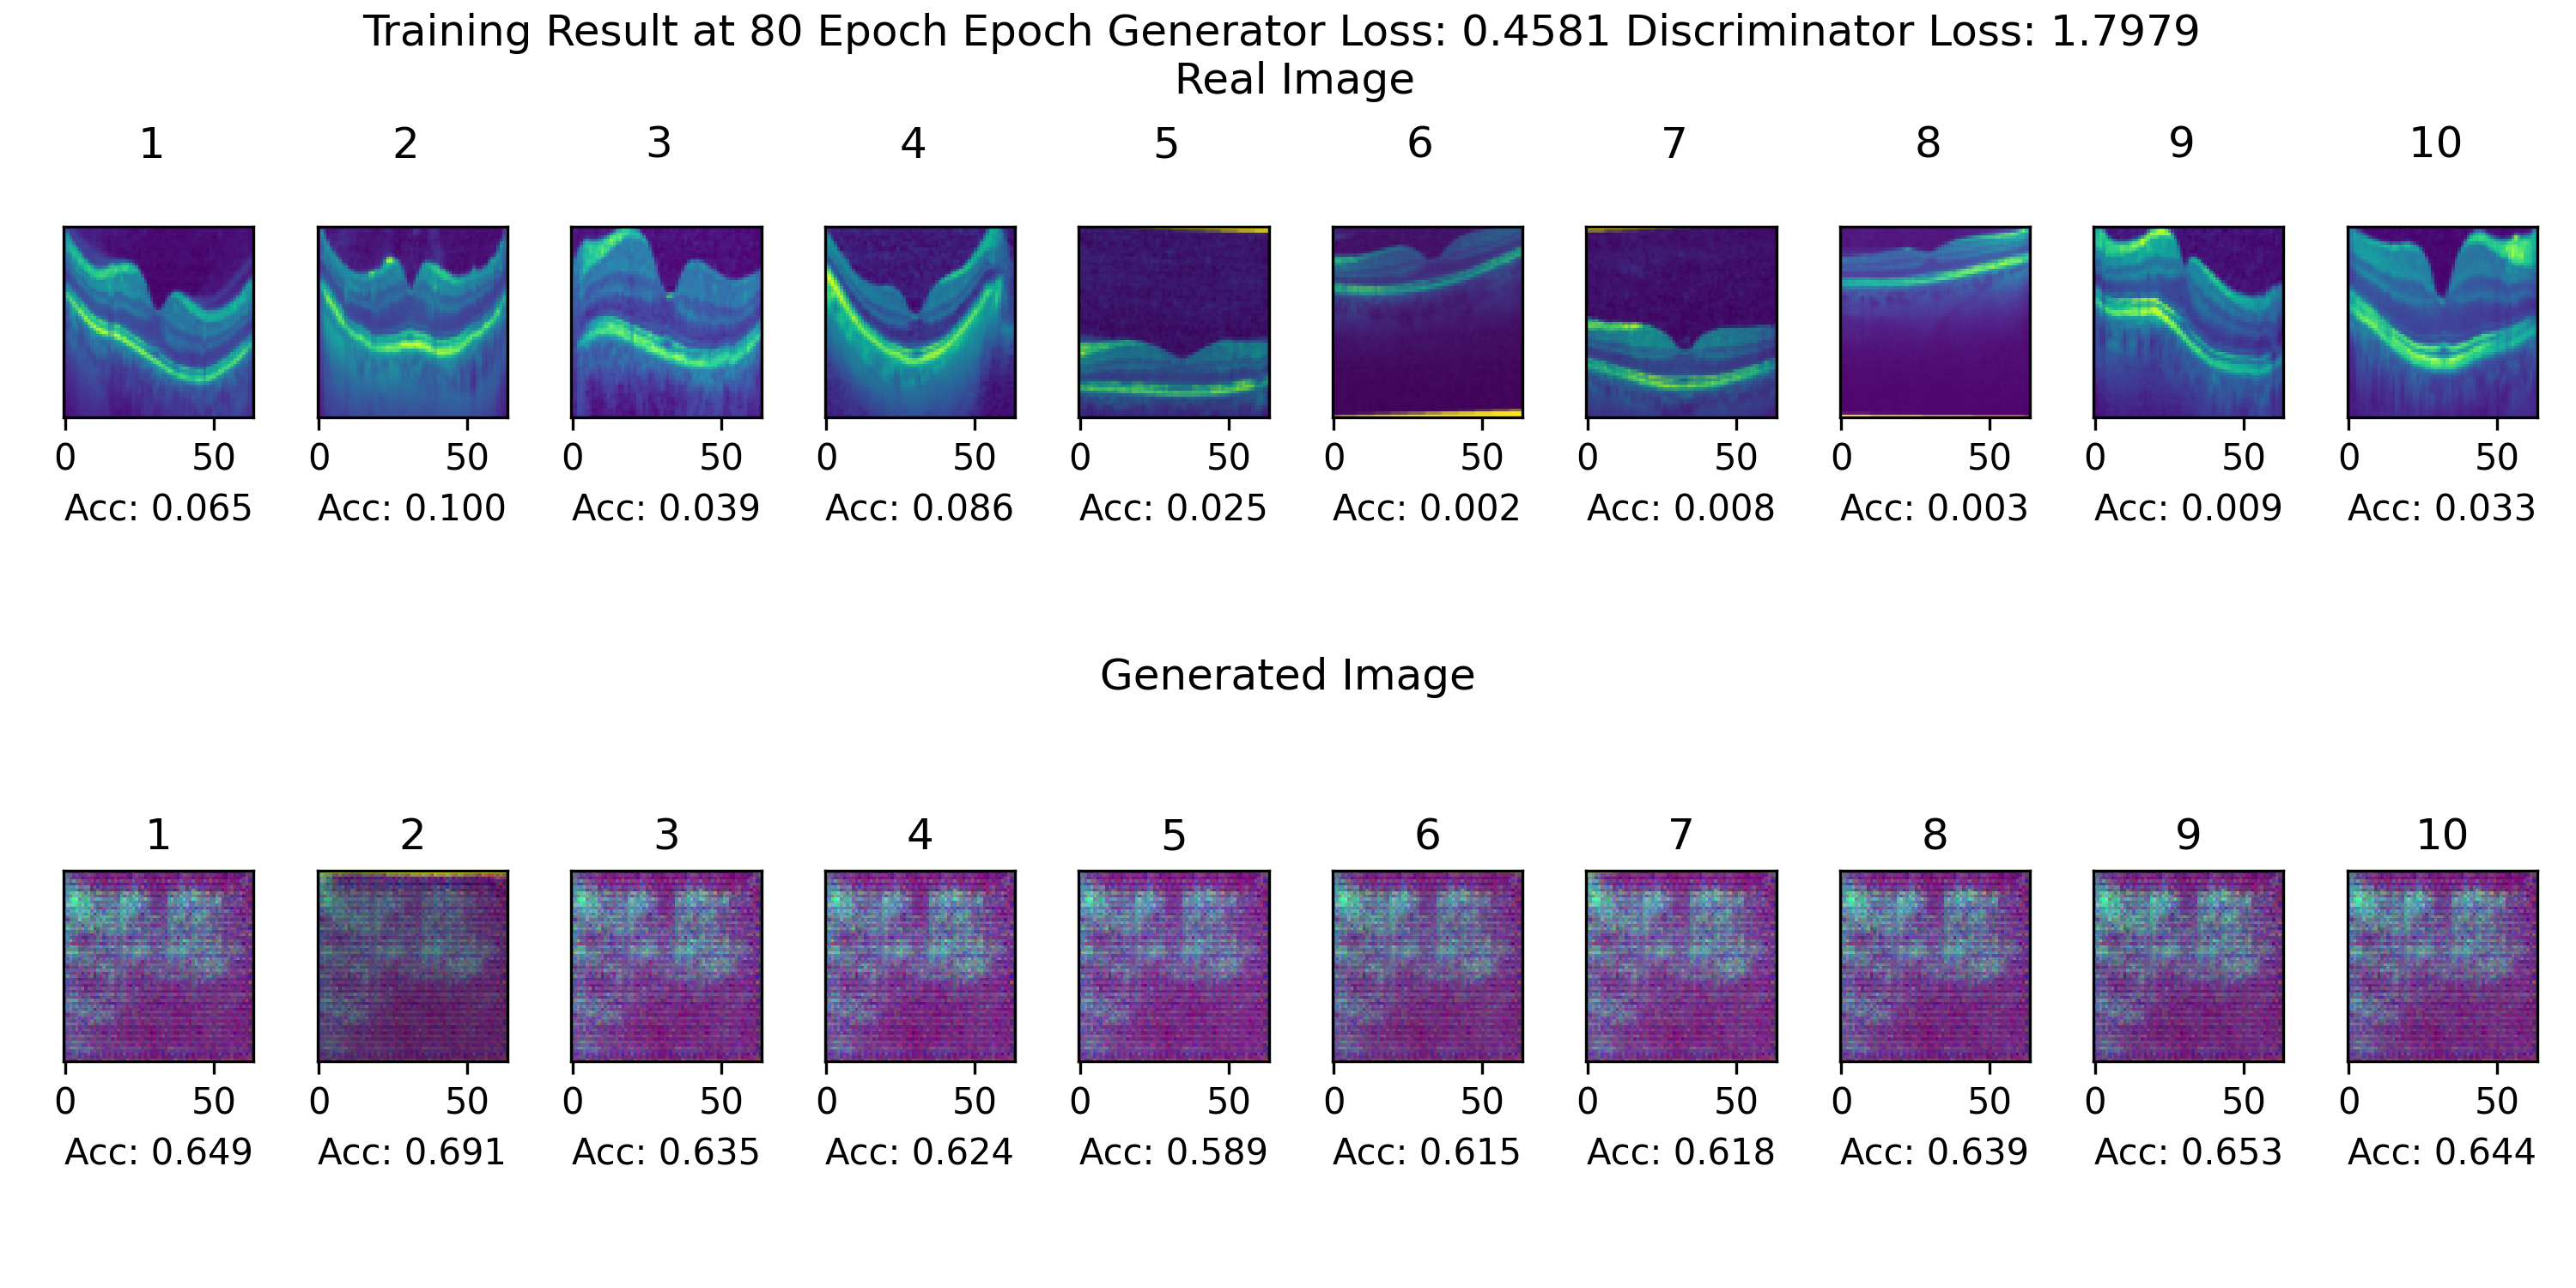 Training Result at 80 Epoch Epoch Generator Loss: 0.4581 Discriminator Loss: 1.7979
Real Image
1 2 3 4 5 6 7 8 9 10
0 50 0 50 0 50 0 50 0 50 0 50 0 50 0 50 0 50 0 50
Acc: 0.065 Acc: 0.100 Acc: 0.039 Acc: 0.086 Acc: 0.025 Acc: 0.002 Acc: 0.008 Acc: 0.003 Acc: 0.009 Acc: 0.033
Generated Image
1 2 3 4 5 6 7 8 9 10
0 50 0 50 0 50 0 50 0 50 0 50 0 50 0 50 0 50 0 50
Acc: 0.649 Acc: 0.691 Acc: 0.635 Acc: 0.624 Acc: 0.589 Acc: 0.615 Acc: 0.618 Acc: 0.639 Acc: 0.653 Acc: 0.644